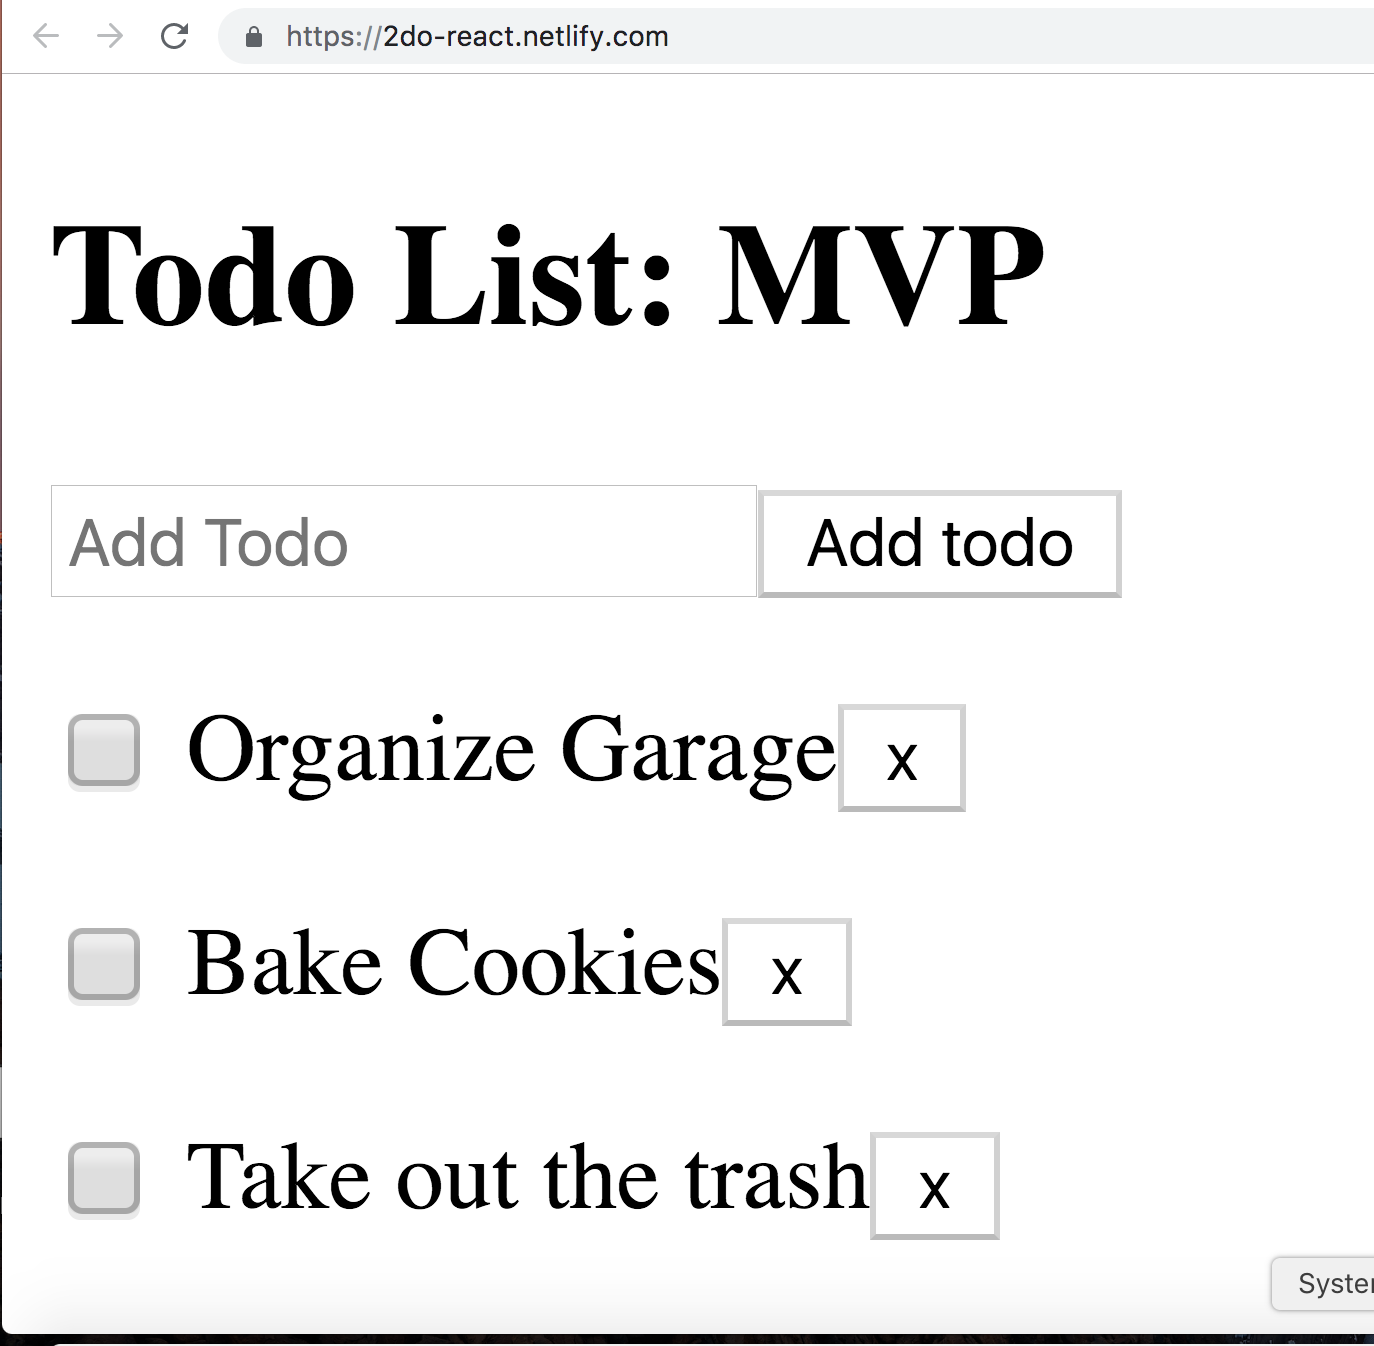 https://2do-react.netlify.com
Todo List: MVP
Add Todo Add todo
Organize Garage x
Bake Cookies x
Take out the trash x